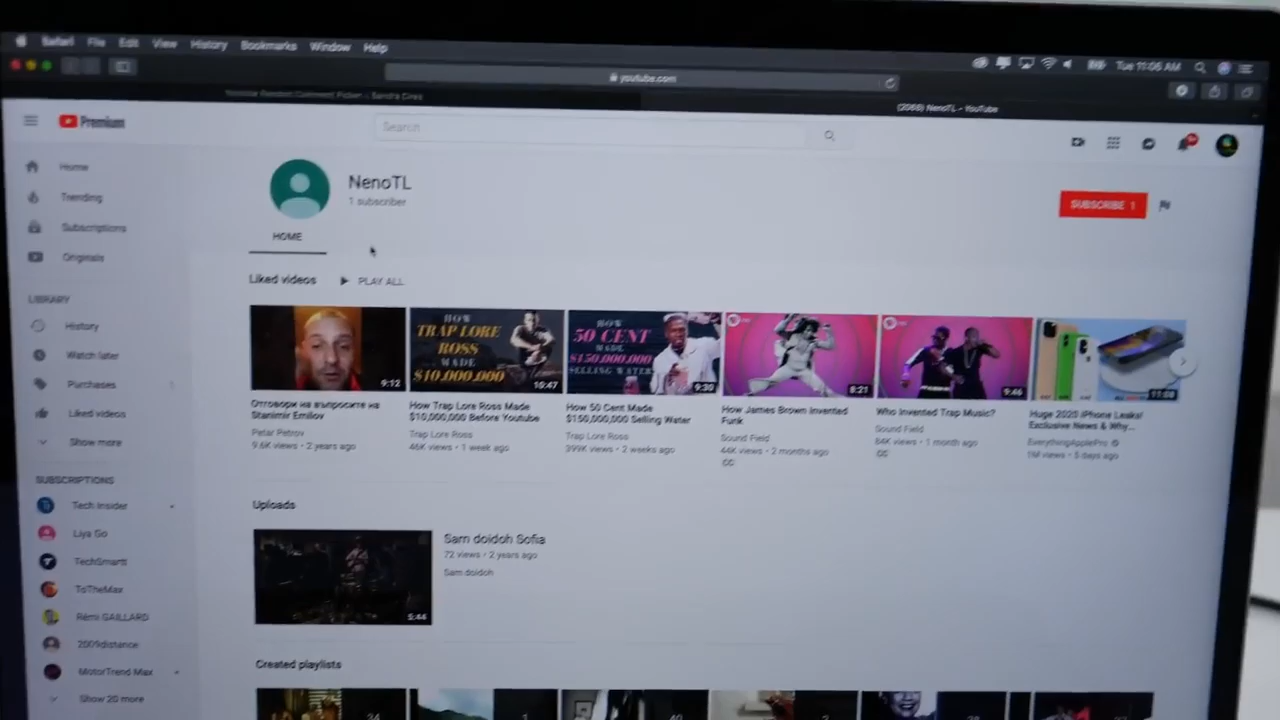 Safari File Edit View History Bookmarks Window Help
Tue 11:06 AM
youtube.com
Youtube Random Comment Picker - Sandra Cires
(2068) NenoTL - YouTube
Premium
Search
Home
Trending
Subscriptions
Originals
LIBRARY
History
Watch later
Purchases
Liked videos
Show more
SUBSCRIPTIONS
Tech Insider
Liya Go
TechSmartt
ToTheMax
Rémi GAILLARD
2009distance
MotorTrend Max
Show 20 more
NenoTL
1 subscriber
SUBSCRIBE 1
HOME
Liked videos PLAY ALL
9:12
Отговори на въпросите на
Stanimir Emilov
Petar Petrov
9.6K views • 2 years ago
HOW
TRAP LORE
ROSS
MADE
$10,000,000
10:47
How Trap Lore Ross Made
$10,000,000 Before Youtube
Trap Lore Ross
46K views • 1 week ago
HOW
50 CENT
MADE
$150,000,000
SELLING WATER
9:30
How 50 Cent Made
$150,000,000 Selling Water
Trap Lore Ross
399K views • 2 weeks ago
8:21
How James Brown Invented
Funk
Sound Field
44K views • 2 months ago
CC
9:46
Who Invented Trap Music?
Sound Field
84K views • 1 month ago
CC
11:08
Huge 2020 iPhone Leaks!
Exclusive News & Why...
EverythingApplePro
1M views • 5 days ago
Uploads
5:44
Sam doidoh Sofia
72 views • 2 years ago
Sam doidoh
Created playlists